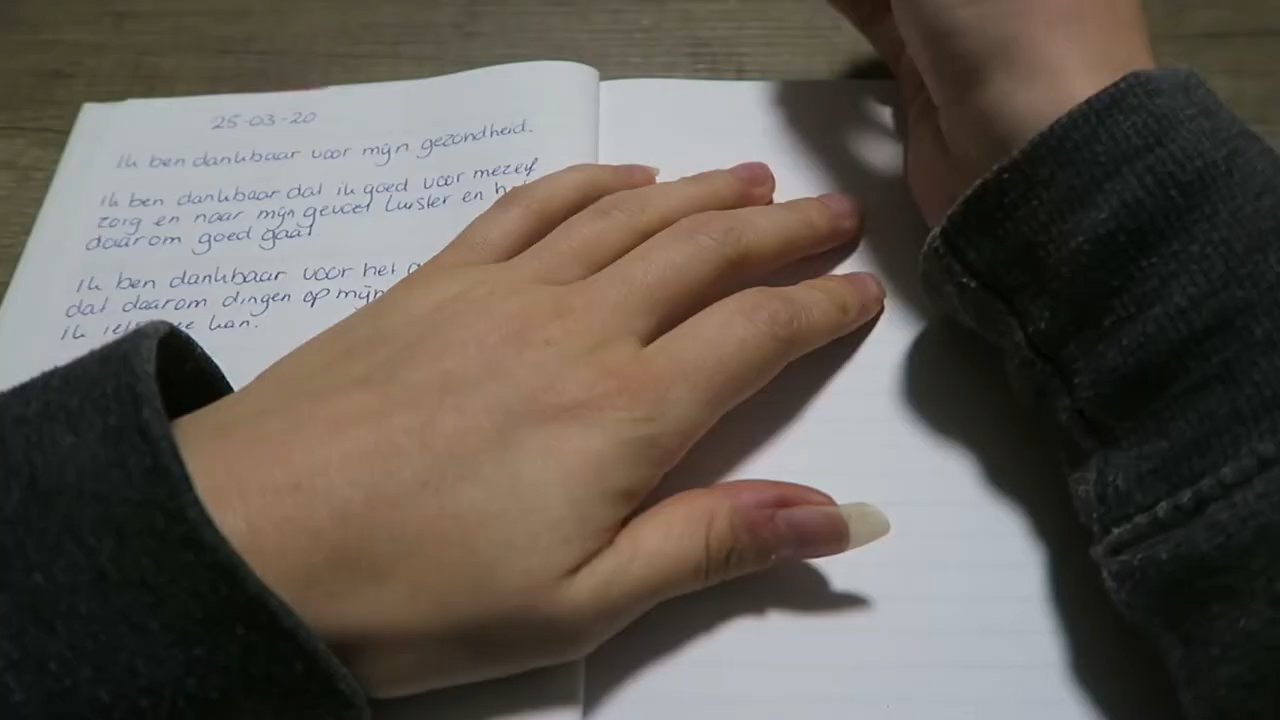 25-03-20
Ik ben dankbaar voor mijn gezondheid.
Ik ben dankbaar dat ik goed voor mezelf
zorg en naar mijn gevoel luister en he
daarom goed gaat
Ik ben dankbaar voor het
dat daarom dingen op mijn
ik kan.